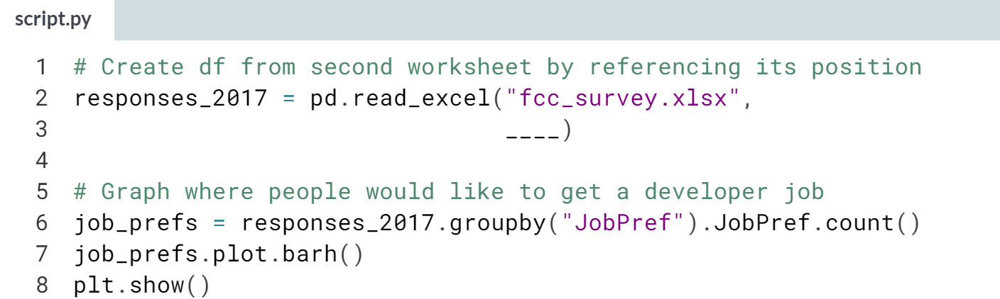 script.py
1 # Create df from second worksheet by referencing its position
2 responses_2017 = pd.read_excel("fcc_survey.xlsx",
3                                ____)
4
5 # Graph where people would like to get a developer job
6 job_prefs = responses_2017.groupby("JobPref").JobPref.count()
7 job_prefs.plot.barh()
8 plt.show()